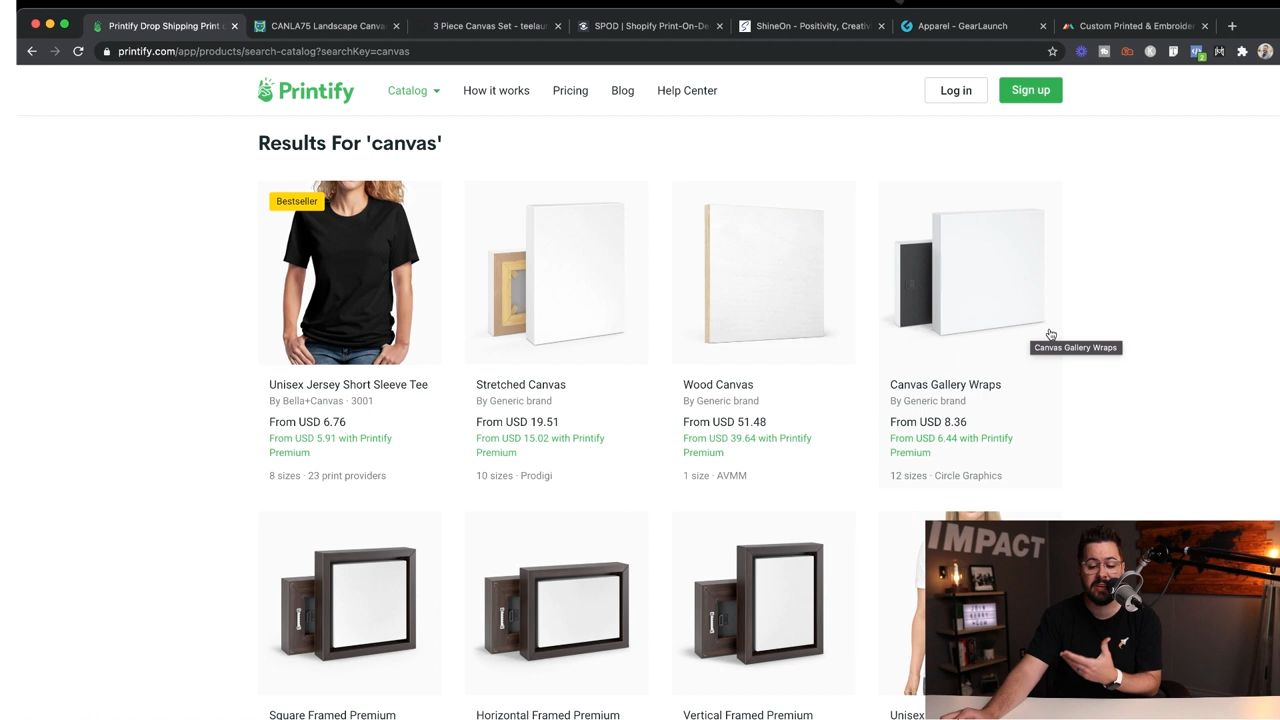 Printify Drop Shipping Print
CANLA75 Landscape Canva
3 Piece Canvas Set - teelau
SPOD | Shopify Print-On-De
ShineOn - Positivity, Creativ
Apparel - GearLaunch
Custom Printed & Embroide
printify.com/app/products/search-catalog?searchKey=canvas
Printify
Catalog
How it works
Pricing
Blog
Help Center
Log in
Sign up
Results For 'canvas'
Bestseller
Unisex Jersey Short Sleeve Tee
By Bella+Canvas · 3001
From USD 6.76
From USD 5.91 with Printify
Premium
8 sizes · 23 print providers
Stretched Canvas
By Generic brand
From USD 19.51
From USD 15.02 with Printify
Premium
10 sizes · Prodigi
Wood Canvas
By Generic brand
From USD 51.48
From USD 39.64 with Printify
Premium
1 size · AVMM
Canvas Gallery Wraps
Canvas Gallery Wraps
By Generic brand
From USD 8.36
From USD 6.44 with Printify
Premium
12 sizes · Circle Graphics
Square Framed Premium
Horizontal Framed Premium
Vertical Framed Premium
Unisex
IMPACT